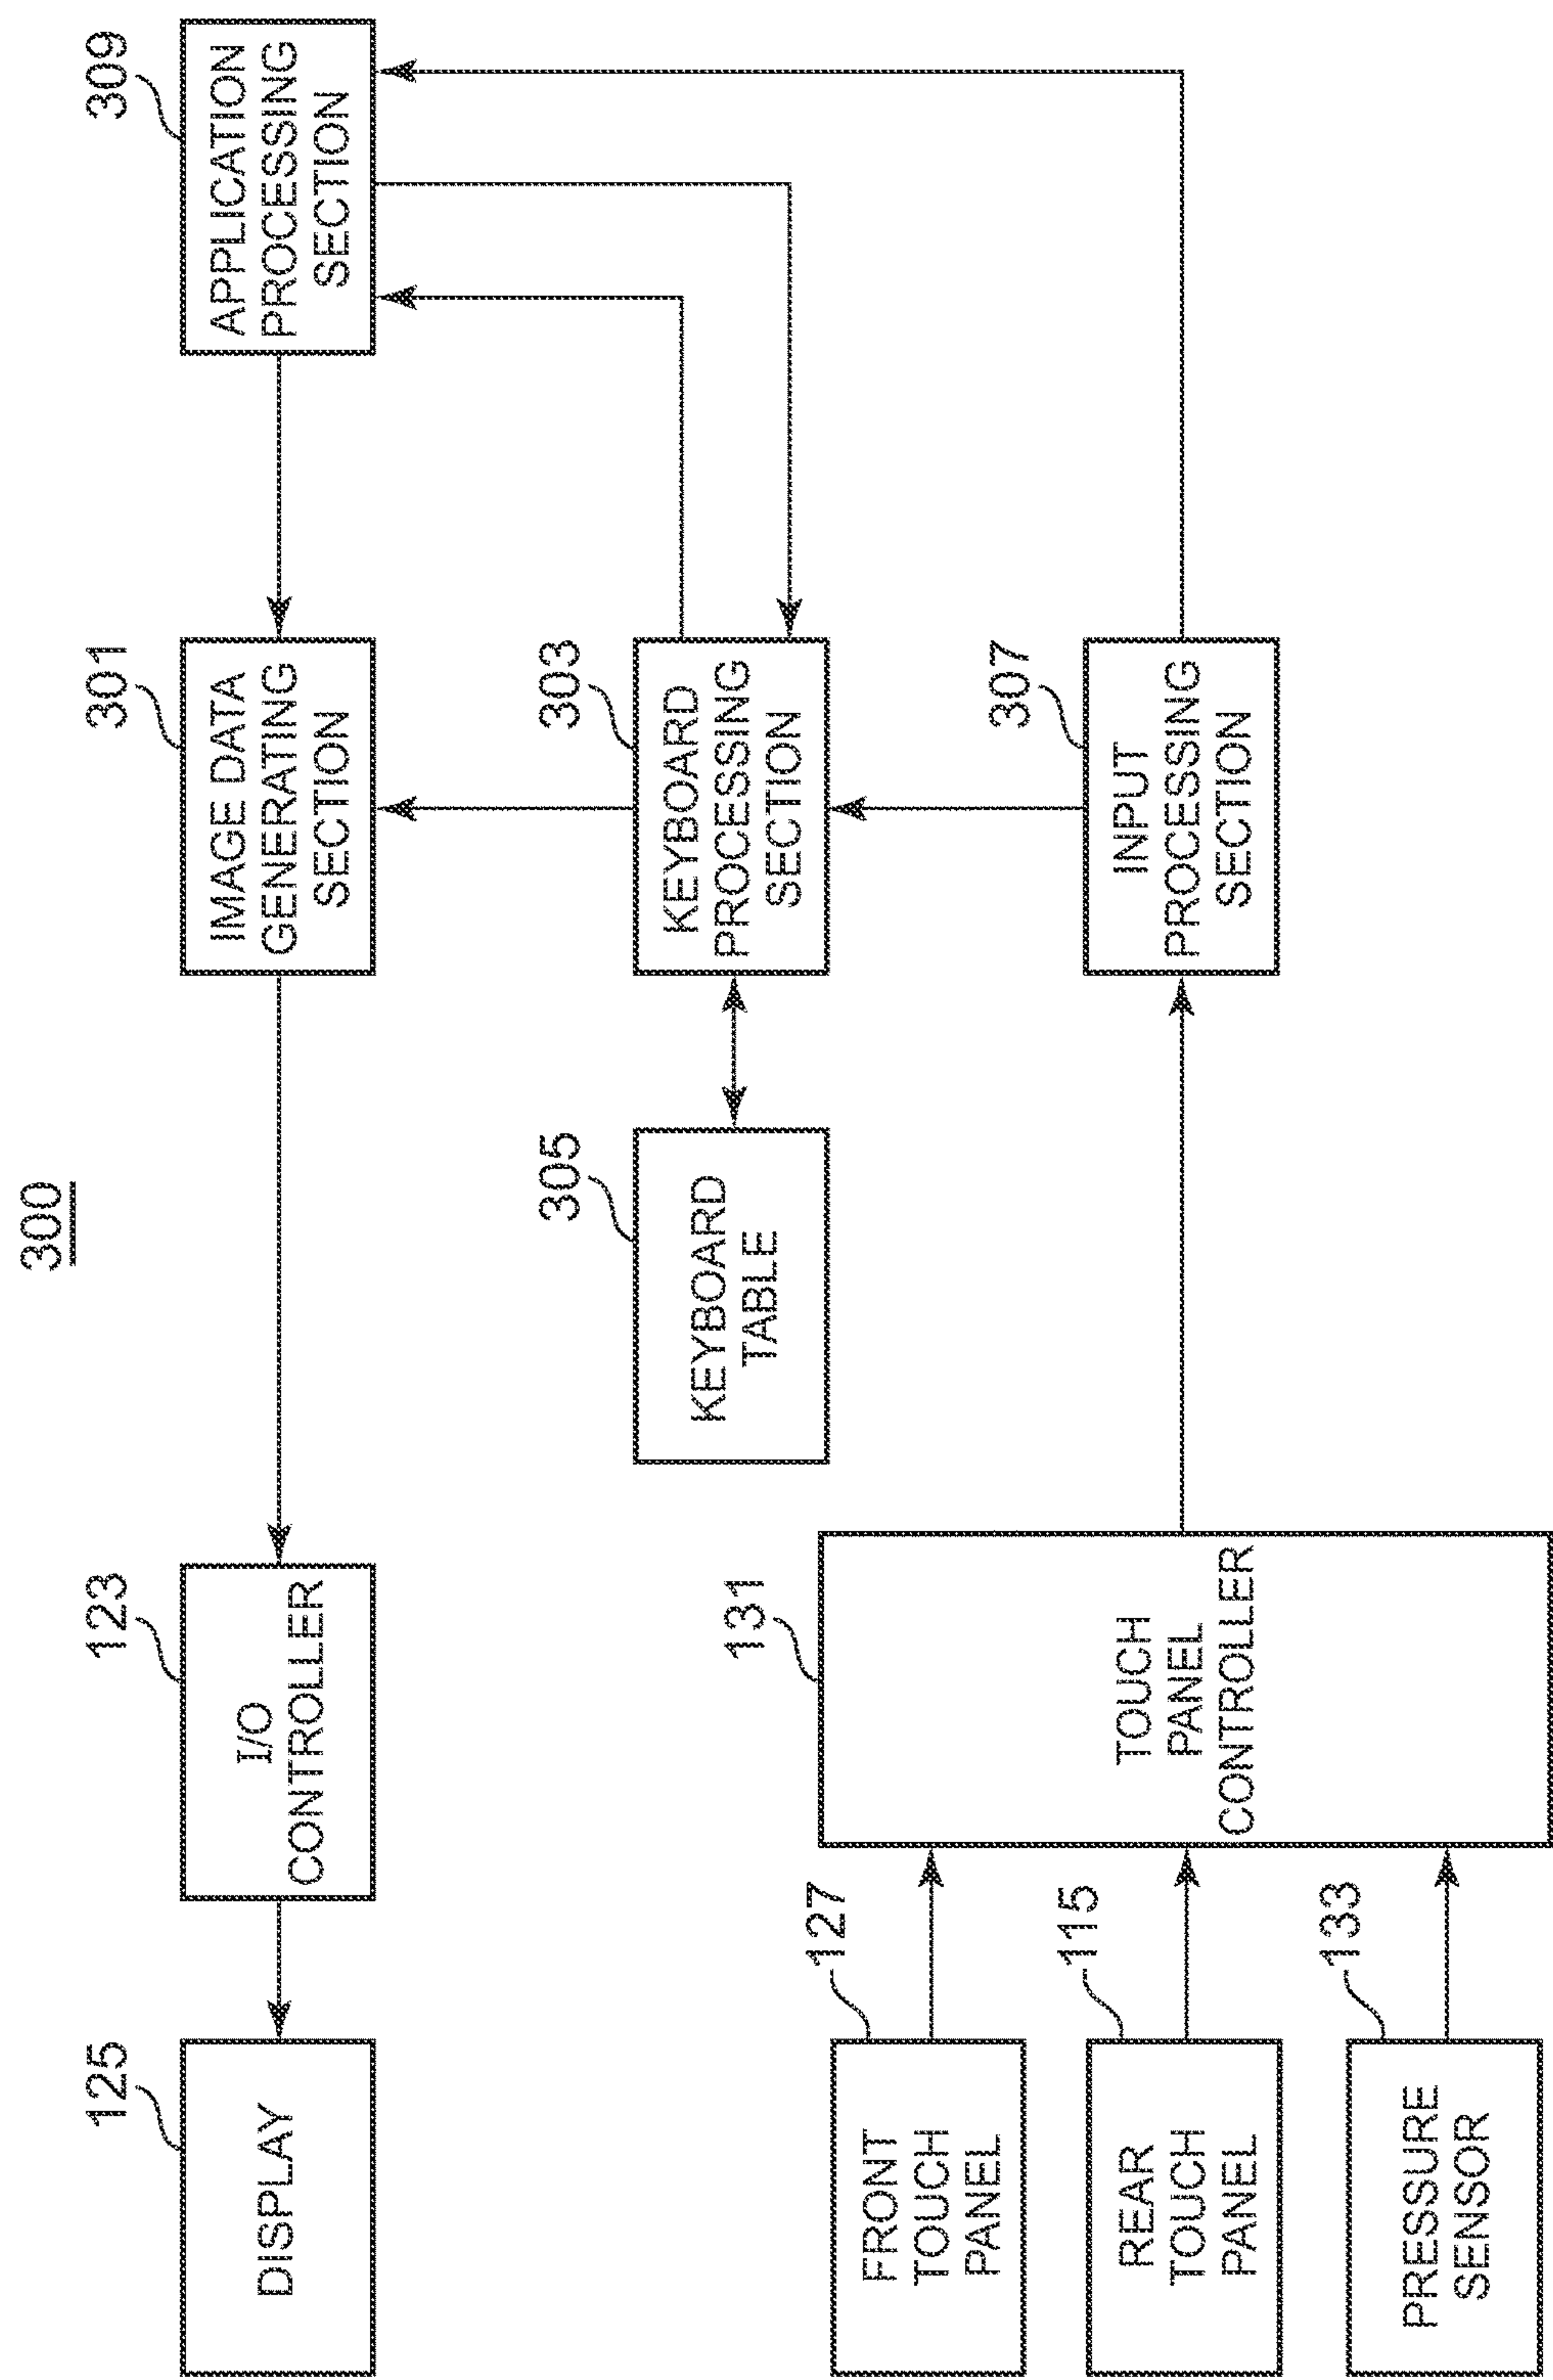 300
125
DISPLAY
123
I/O
CONTROLLER
301
IMAGE DATA
GENERATING
SECTION
309
APPLICATION
PROCESSING
SECTION
305
KEYBOARD
TABLE
303
KEYBOARD
PROCESSING
SECTION
127
FRONT
TOUCH
PANEL
115
REAR
TOUCH
PANEL
133
PRESSURE
SENSOR
131
TOUCH
PANEL
CONTROLLER
307
INPUT
PROCESSING
SECTION